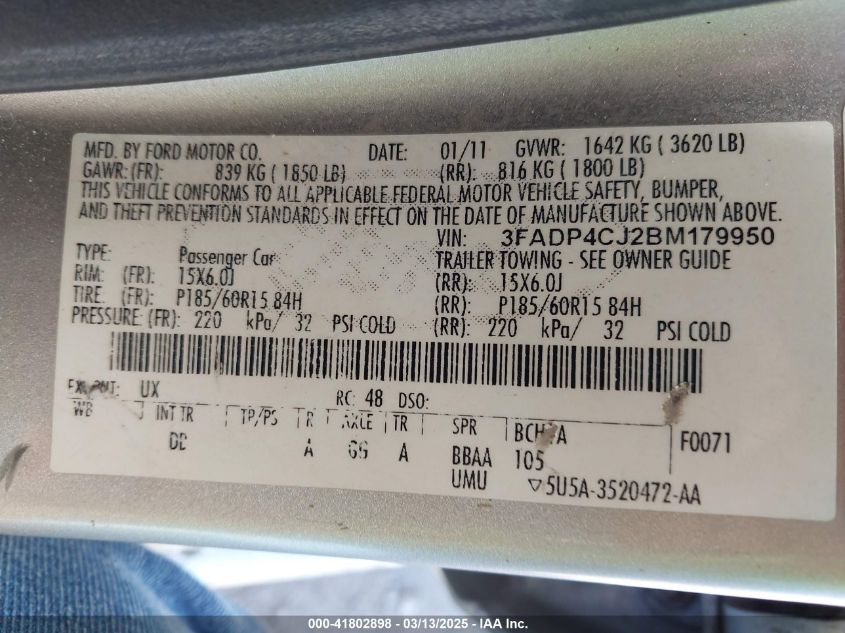 MFD. BY FORD MOTOR CO. DATE: 01/11 GVWR: 1642 KG ( 3620 LB)
GAWR: (FR): 839 KG ( 1850 LB) (RR): 816 KG ( 1800 LB)
THIS VEHICLE CONFORMS TO ALL APPLICABLE FEDERAL MOTOR VEHICLE SAFETY, BUMPER,
AND THEFT PREVENTION STANDARDS IN EFFECT ON THE DATE OF MANUFACTURE SHOWN ABOVE.
VIN: 3FADP4CJ2BM179950
TYPE: Passenger Car TRAILER TOWING - SEE OWNER GUIDE
RIM: (FR): 15X6.0J (RR): 15X6.0J
TIRE: (FR): P185/60R15 84H (RR): P185/60R15 84H
PRESSURE: (FR): 220 kPa/ 32 PSI COLD (RR): 220 kPa/ 32 PSI COLD
PNT: UX RC: 48 DSO:
WB INT TR TP/PS R AXLE TR SPR F0071
A A BBAA 105
UMU 5U5A-3520472-AA
000-41802898 - 03/13/2025 - IAA Inc.